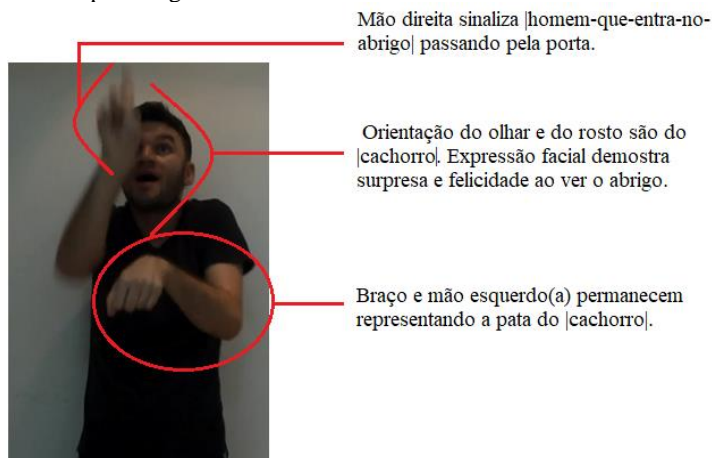 Mão direita sinaliza |homem-que-entra-no-
abrigo| passando pela porta.
Orientação do olhar e do rosto são do
|cachorro|. Expressão facial demostra
surpresa e felicidade ao ver o abrigo.
Braço e mão esquerdo(a) permanecem
representando a pata do |cachorro|.